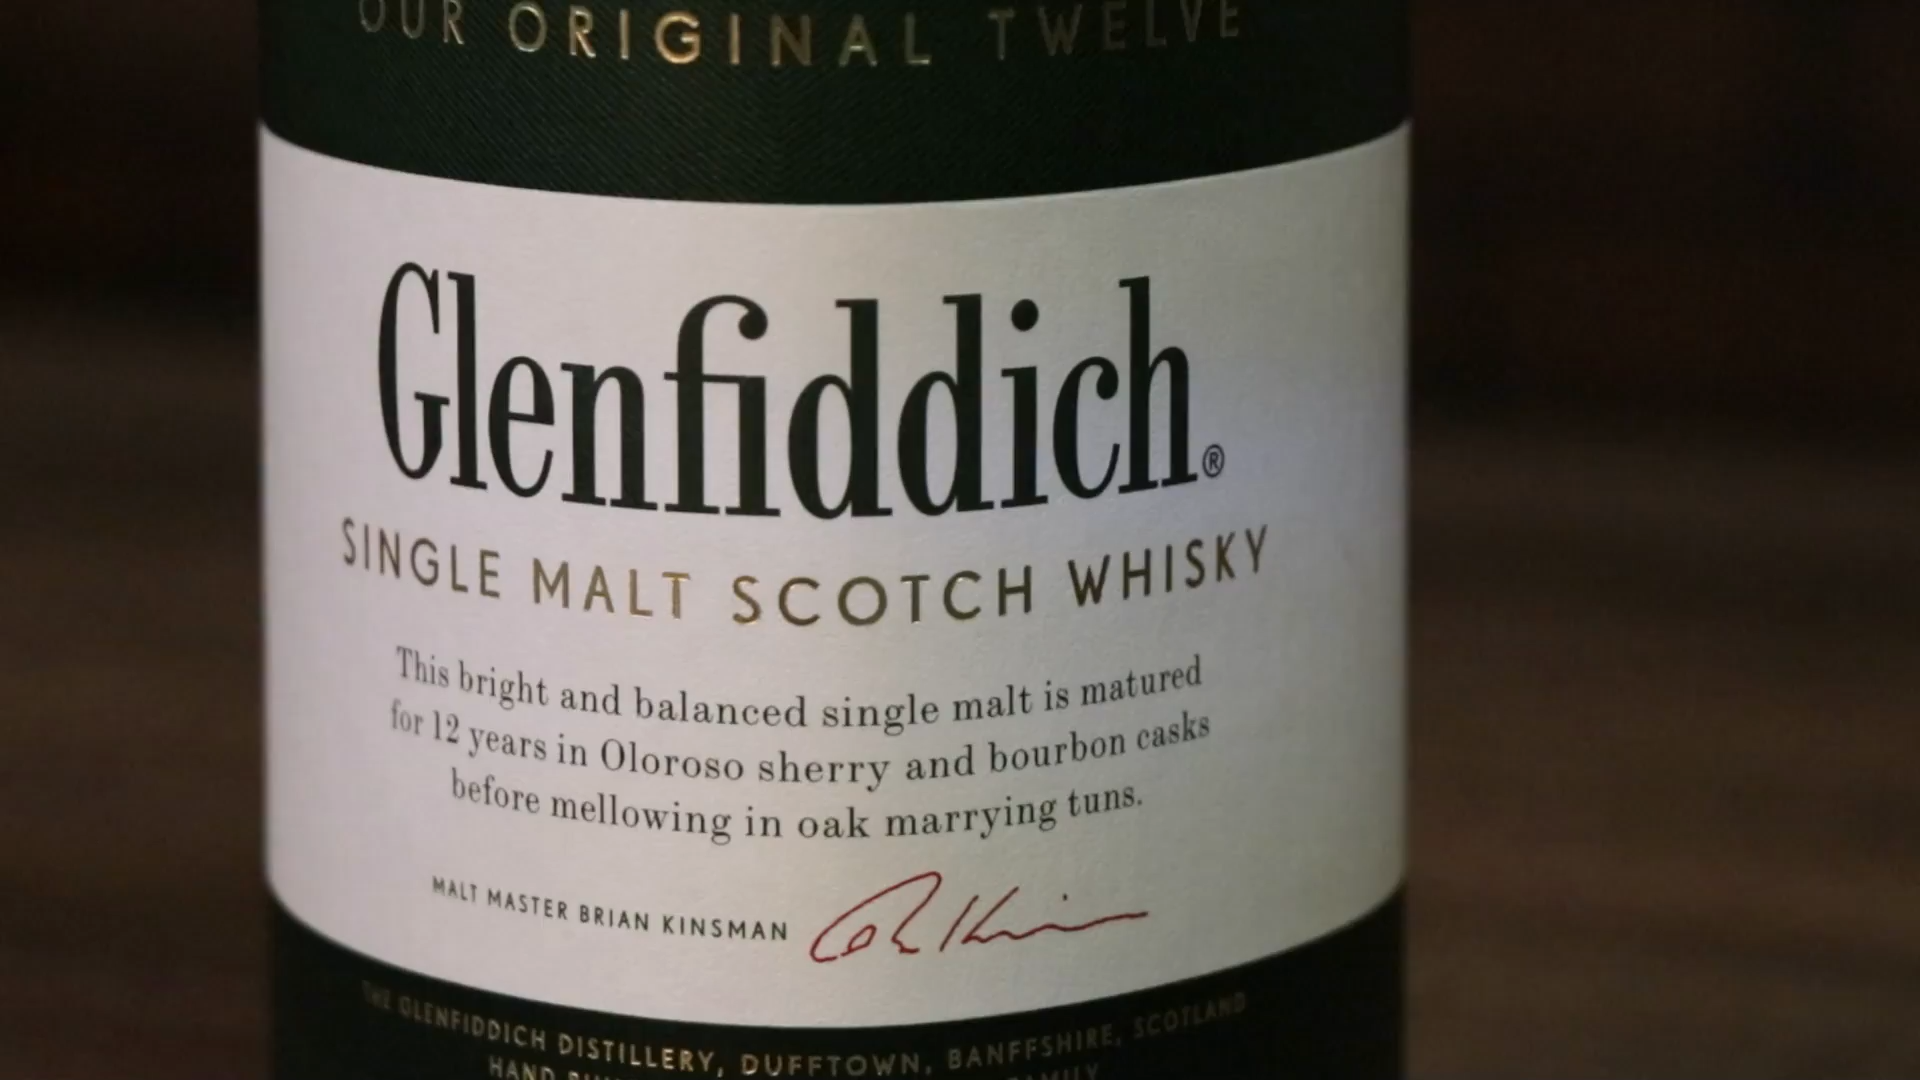 OUR ORIGINAL TWELVE
Glenfiddich®
SINGLE MALT SCOTCH WHISKY
This bright and balanced single malt is matured
for 12 years in Oloroso sherry and bourbon casks
before mellowing in oak marrying tuns.
MALT MASTER BRIAN KINSMAN
THE GLENFIDDICH DISTILLERY, DUFFTOWN, BANFFSHIRE, SCOTLAND
HAND